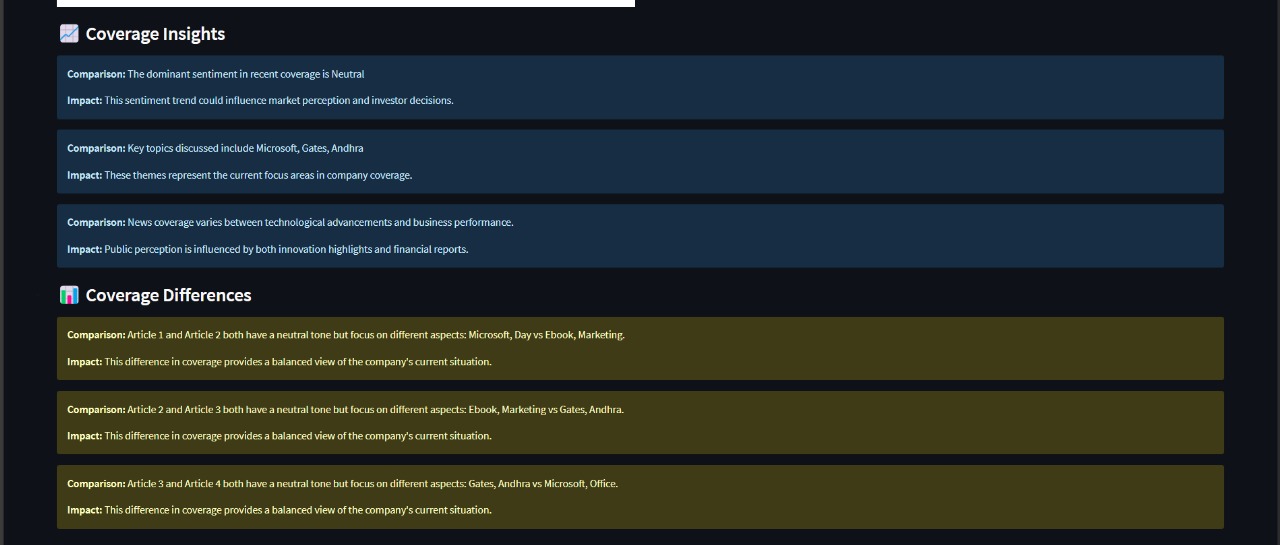 Coverage Insights
Comparison: The dominant sentiment in recent coverage is Neutral
Impact: This sentiment trend could influence market perception and investor decisions.
Comparison: Key topics discussed include Microsoft, Gates, Andhra
Impact: These themes represent the current focus areas in company coverage.
Comparison: News coverage varies between technological advancements and business performance.
Impact: Public perception is influenced by both innovation highlights and financial reports.
Coverage Differences
Comparison: Article 1 and Article 2 both have a neutral tone but focus on different aspects: Microsoft, Day vs Ebook, Marketing.
Impact: This difference in coverage provides a balanced view of the company's current situation.
Comparison: Article 2 and Article 3 both have a neutral tone but focus on different aspects: Ebook, Marketing vs Gates, Andhra.
Impact: This difference in coverage provides a balanced view of the company's current situation.
Comparison: Article 3 and Article 4 both have a neutral tone but focus on different aspects: Gates, Andhra vs Microsoft, Office.
Impact: This difference in coverage provides a balanced view of the company's current situation.